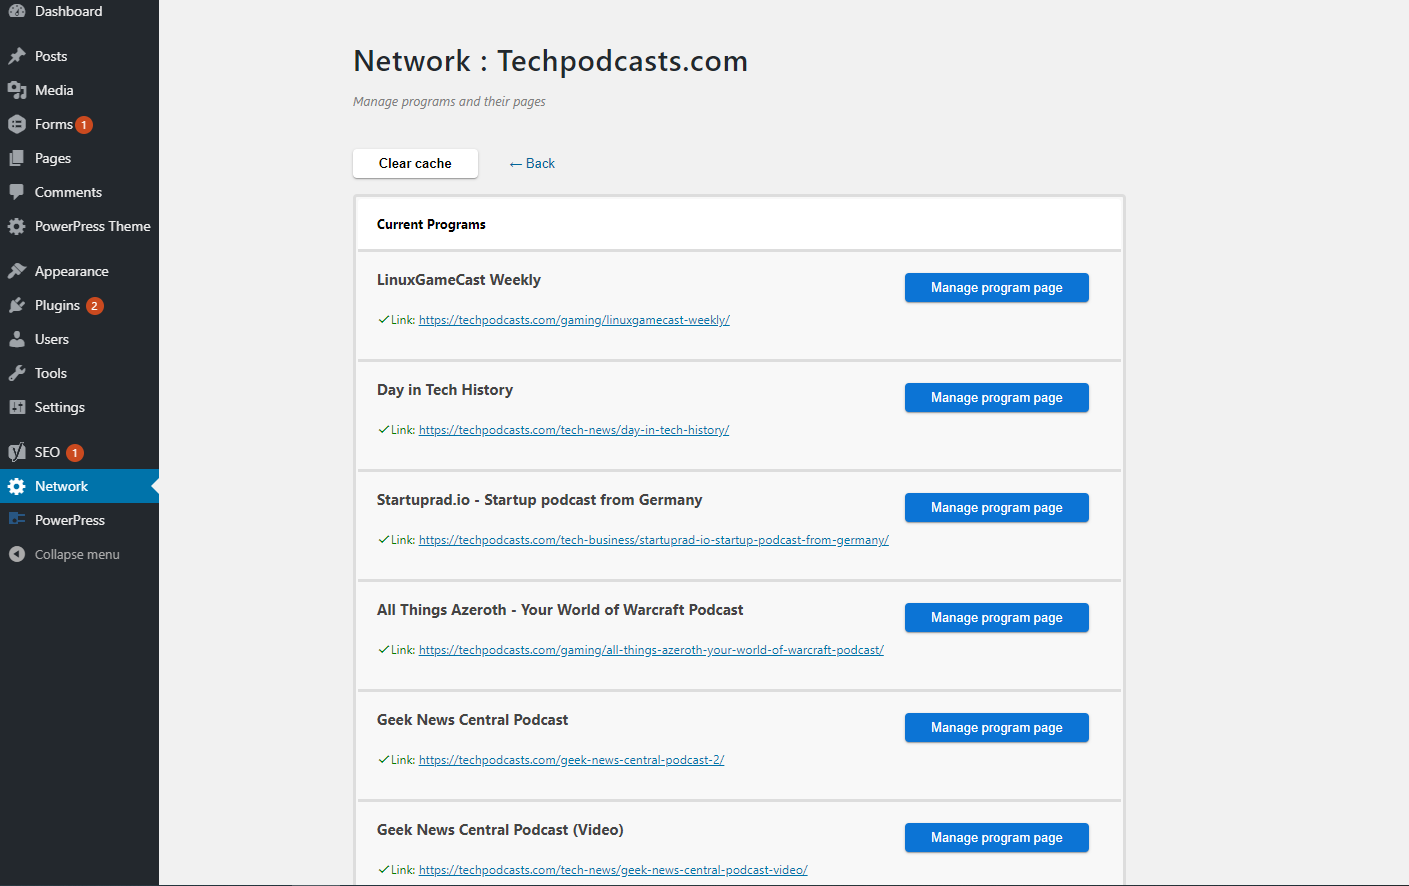 Dashboard
Posts
Media
Forms 1
Pages
Comments
PowerPress Theme
Appearance
Plugins 2
Users
Tools
Settings
SEO 1
Network
PowerPress
Collapse menu
Network : Techpodcasts.com
Manage programs and their pages
Clear cache
← Back
Current Programs
LinuxGameCast Weekly
Manage program page
✓Link: https://techpodcasts.com/gaming/linuxgamecast-weekly/
Day in Tech History
Manage program page
✓Link: https://techpodcasts.com/tech-news/day-in-tech-history/
Startuprad.io - Startup podcast from Germany
Manage program page
✓Link: https://techpodcasts.com/tech-business/startuprad-io-startup-podcast-from-germany/
All Things Azeroth - Your World of Warcraft Podcast
Manage program page
✓Link: https://techpodcasts.com/gaming/all-things-azeroth-your-world-of-warcraft-podcast/
Geek News Central Podcast
Manage program page
✓Link: https://techpodcasts.com/geek-news-central-podcast-2/
Geek News Central Podcast (Video)
Manage program page
✓Link: https://techpodcasts.com/tech-news/geek-news-central-podcast-video/